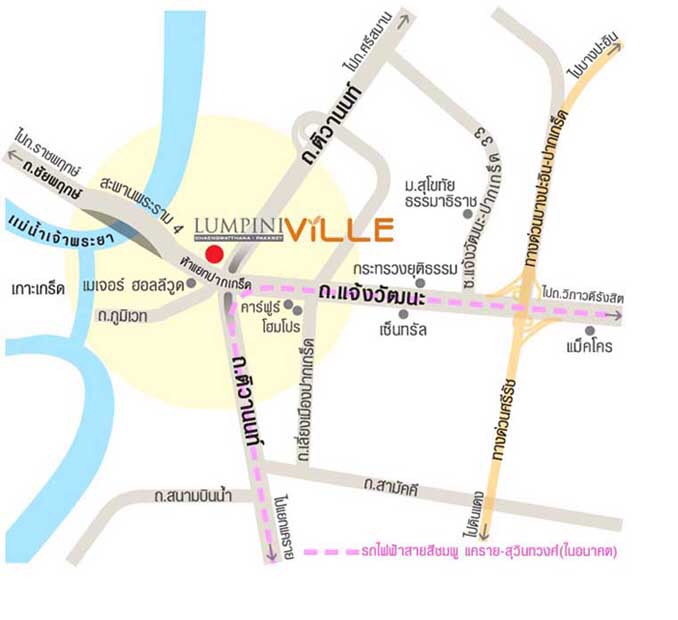 ไปถ.ศรีสมาน
ไปบางปะอิน
ถ.ติวานนท์
ทางด่วนบางปะอิน-ปากเกร็ด
ซ.แจ้งวัฒนะ-ปากเกร็ด 33
ไปถ.ราชพฤกษ์
ถ.ชัยพฤกษ์
สะพานพระราม 4
ม.สุโขทัย
ธรรมาธิราช
LUMPINI ViLLE
CHAENGWATTHANA - PAKKRET
แม่น้ำเจ้าพระยา
ห้าแยกปากเกร็ด
กระทรวงยุติธรรม
เกาะเกร็ด
เมเจอร์ ฮอลลีวูด
ถ.แจ้งวัฒนะ
ไปถ.วิภาวดีรังสิต
คาร์ฟูร์
โฮมโปร
ถ.ภูมิเวท
เซ็นทรัล
แม็คโคร
ถ.ติวานนท์
ถ.เลี่ยงเมืองปากเกร็ด
ทางด่วนศรีรัช
ถ.สามัคคี
ถ.สนามบินน้ำ
ไปแยกแคราย
ไปดินแดง
รถไฟฟ้าสายสีชมพู แคราย-สุวินทวงศ์(ในอนาคต)